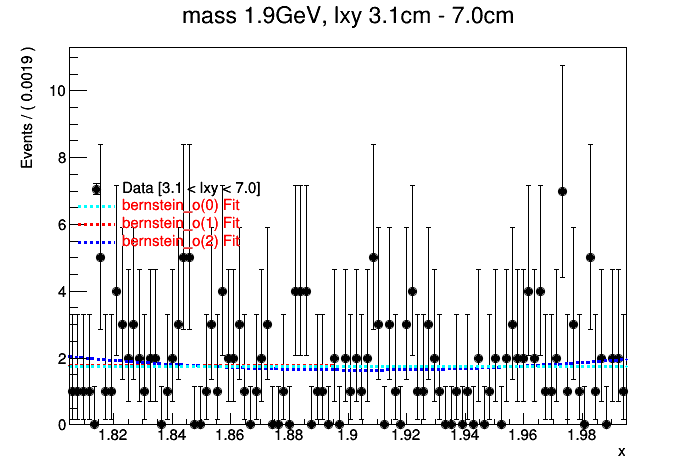 mass 1.9GeV, lxy 3.1cm - 7.0cm
Events / ( 0.0019 )
10
8
6
4
2
0
Data [3.1 < lxy < 7.0]
bernstein_o(0) Fit
bernstein_o(1) Fit
bernstein_o(2) Fit
1.82 1.84 1.86 1.88 1.9 1.92 1.94 1.96 1.98
x